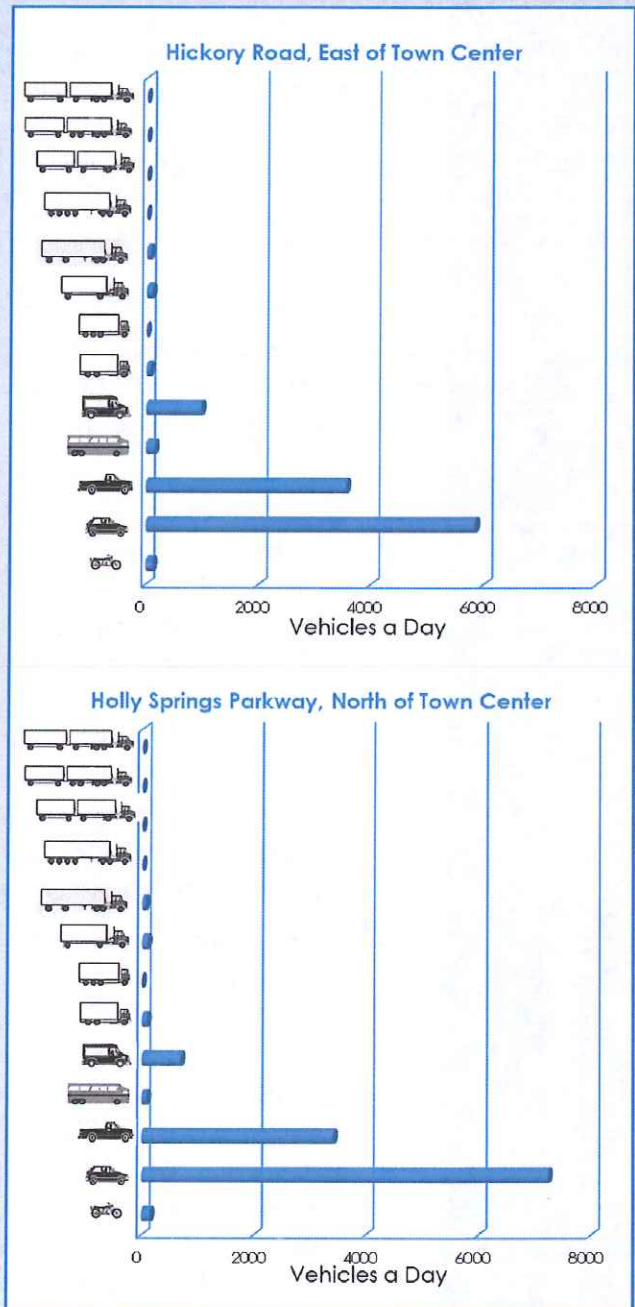 Hickory Road, East of Town Center
0 2000 4000 6000 8000
Vehicles a Day
Holly Springs Parkway, North of Town Center
0 2000 4000 6000 8000
Vehicles a Day